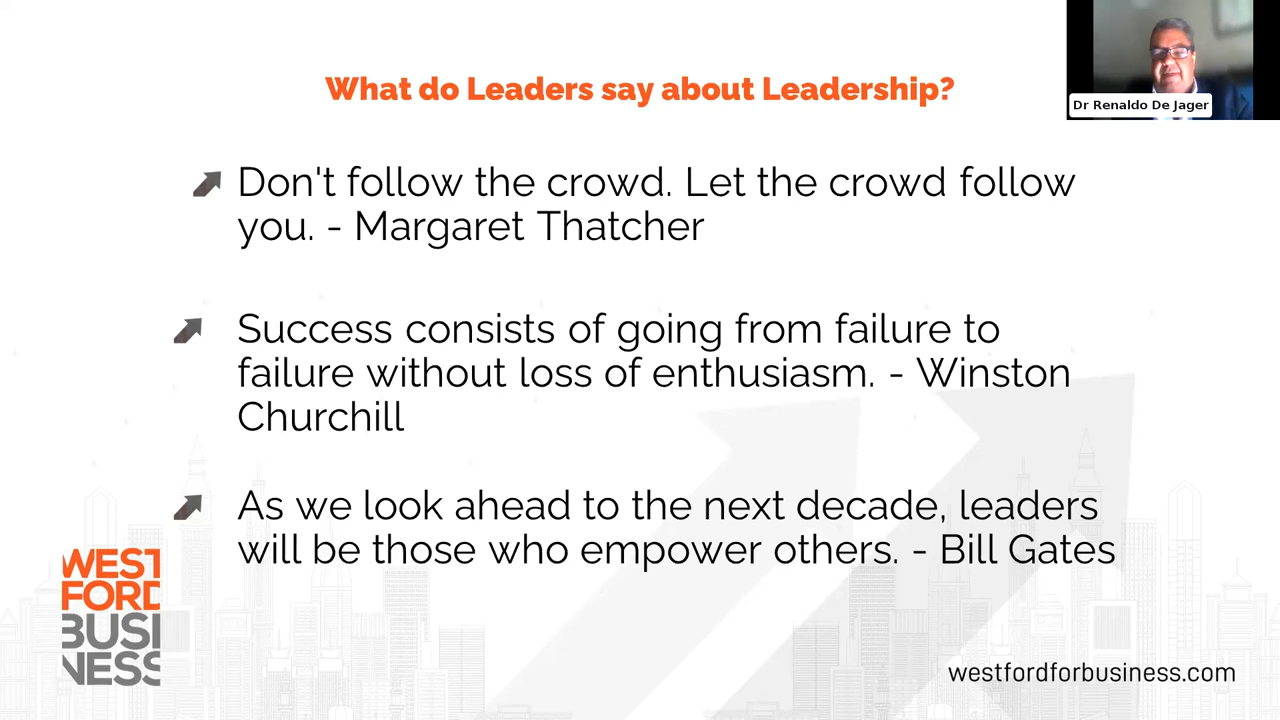 What do Leaders say about Leadership?
Dr Renaldo De Jager
Don't follow the crowd. Let the crowd follow
you. - Margaret Thatcher
Success consists of going from failure to
failure without loss of enthusiasm. - Winston
Churchill
As we look ahead to the next decade, leaders
will be those who empower others. - Bill Gates
WEST
FORD
BUSI
NESS
westfordforbusiness.com